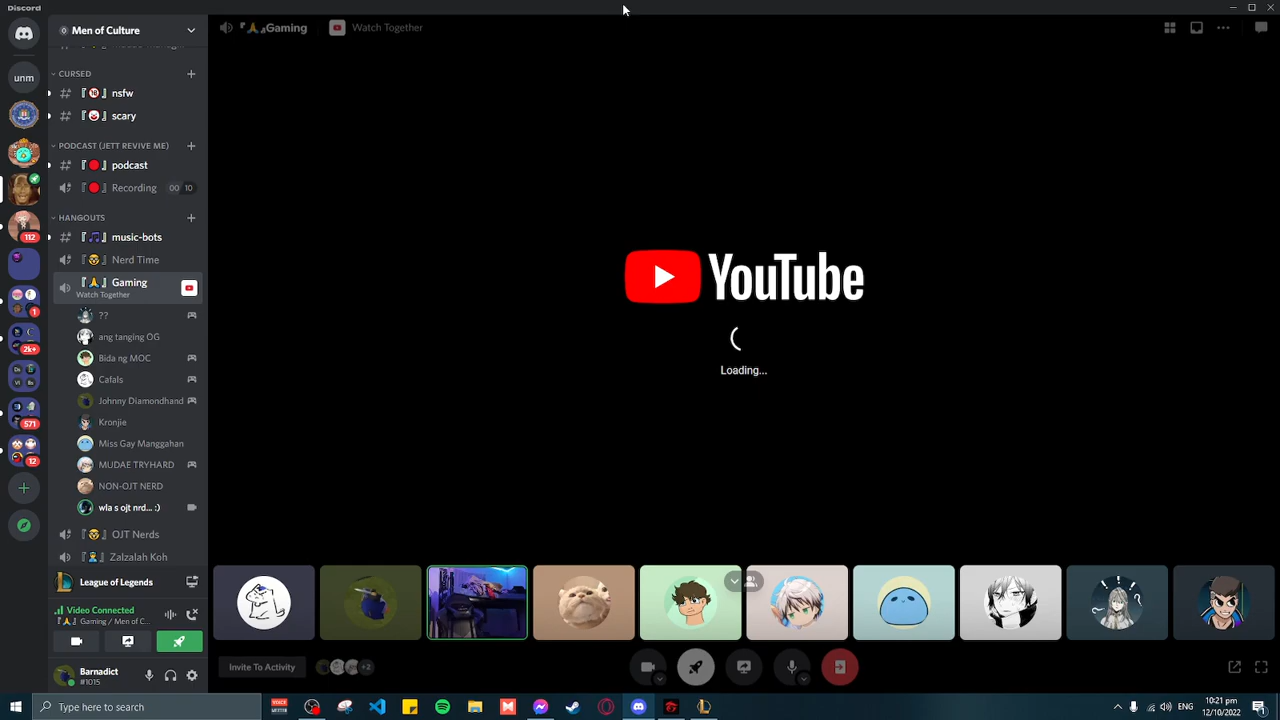 Discord
Men of Culture
『🙏』Gaming
Watch Together
CURSED
『🔞』nsfw
『🤡』scary
unm
PODCAST (JETT REVIVE ME)
『🔴』podcast
『🔴』Recording 00 10
HANGOUTS
『🎵』music-bots
『🤓』Nerd Time
『🙏』Gaming
Watch Together
??
ang tanging OG
Bida ng MOC
Cafals
Johnny Diamondhand
Kronjie
Miss Gay Manggahan
MUDAE TRYHARD
NON-OJT NERD
wla s ojt nrd... :)
OJT Nerds
Zalzalah Koh
112
1
2k+
571
12
YouTube
Loading...
League of Legends
Video Connected
『🙏』Gaming / Men of C...
Barnadict
#1015
Invite To Activity
+2
Type here to search
VOICE
MEETER
ENG
10:21 pm
12/10/2022
1